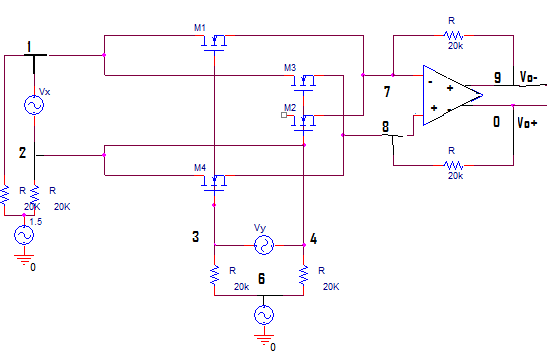 M1
R
20k
1
M3
Vx
7
9 Vo-
M2
- +
+ -
8
0 Vo+
2
R
20k
M4
R R
20K 20K
1.5
Vy
3 4
0
R 6 R
20k 20K
0